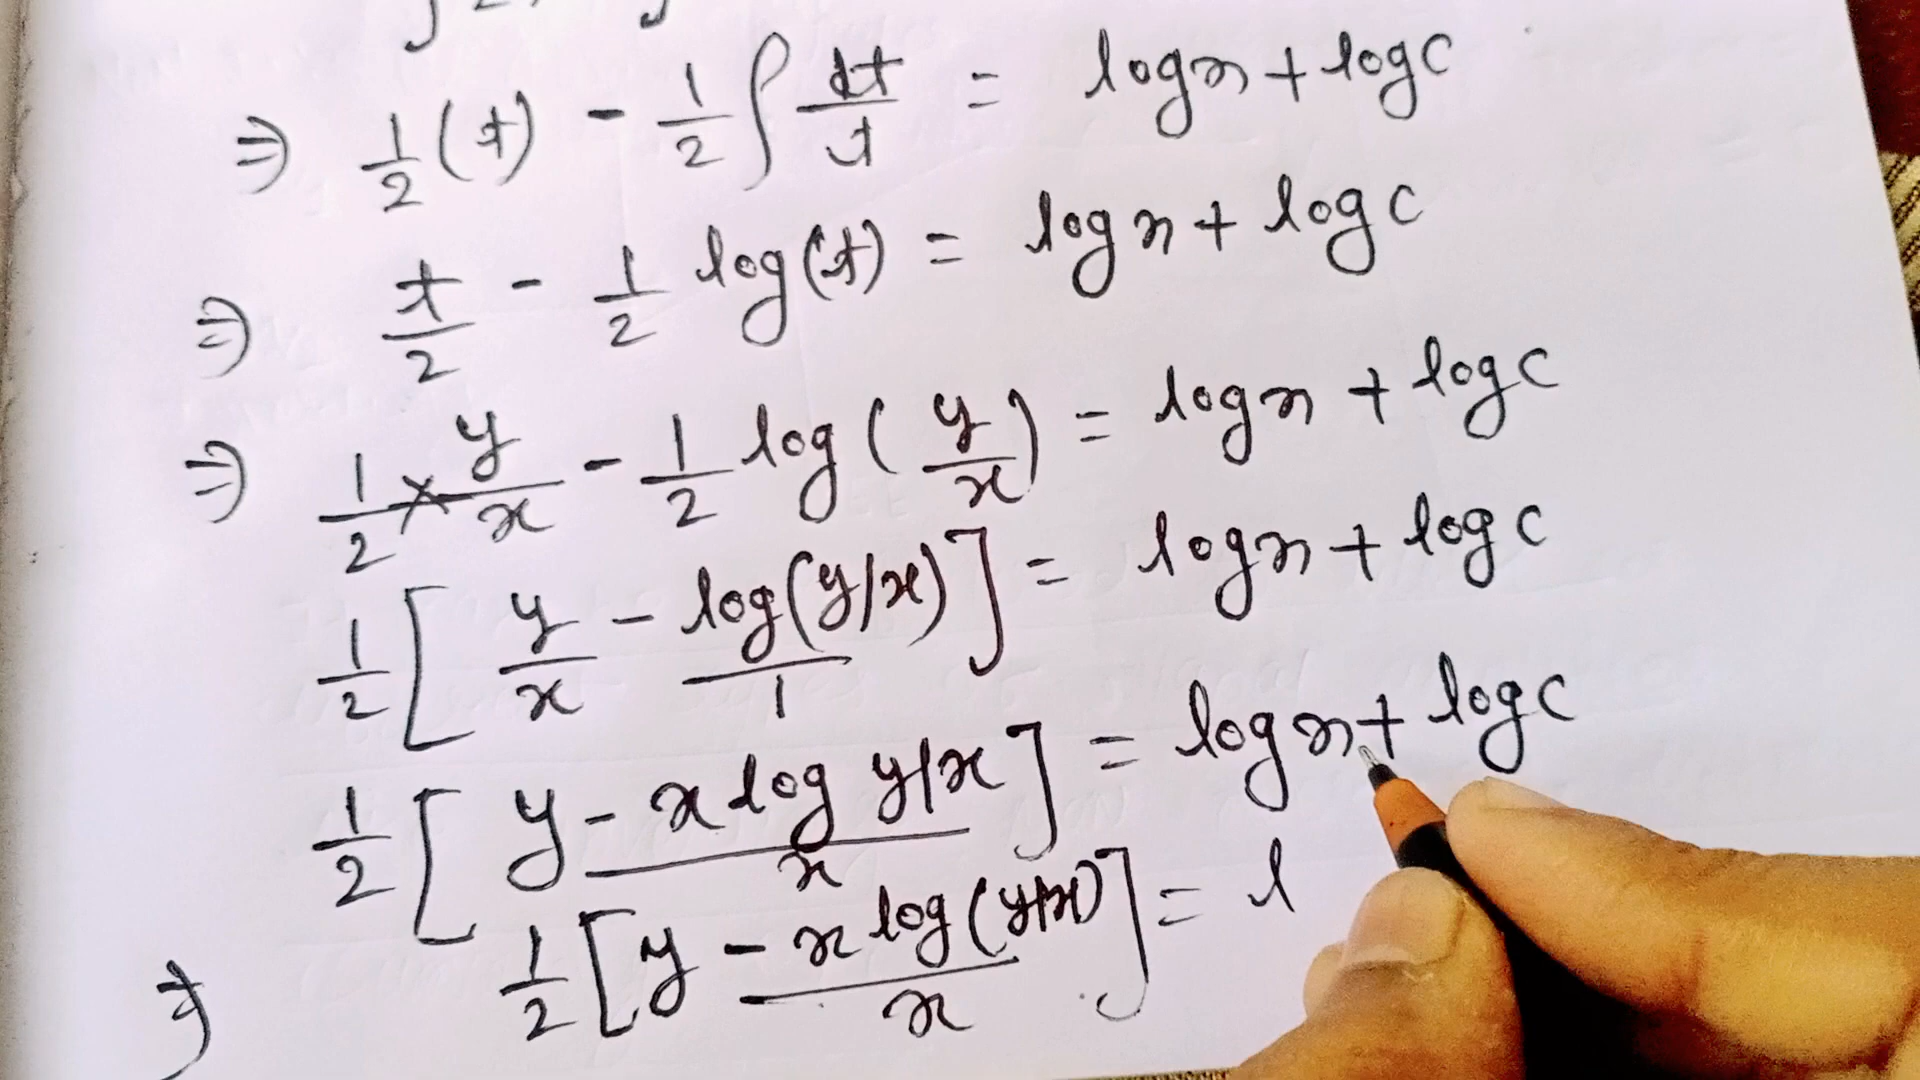 ⇒ 1/2 (t) - 1/2 ∫ dt/t = log x + log c
⇒ t/2 - 1/2 log(t) = log x + log c
⇒ 1/2 × y/x - 1/2 log (y/x) = log x + log c
1/2 [ y/x - log(y/x)/1 ] = log x + log c
1/2 [ y - x log y/x / x ] = log x + log c
⇒ 1/2 [ y - x log (y/x) / x ] = l